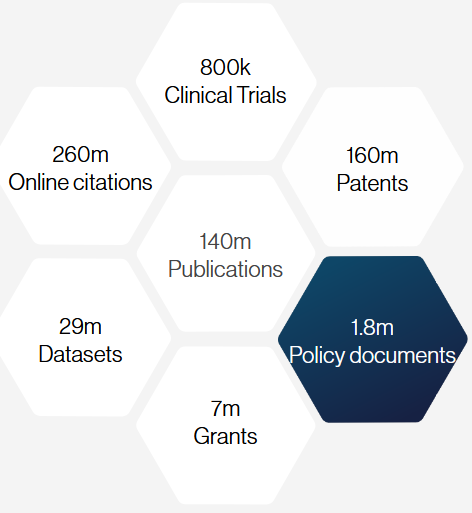 800k
Clinical Trials
260m
Online citations
160m
Patents
140m
Publications
29m
Datasets
1.8m
Policy documents
7m
Grants